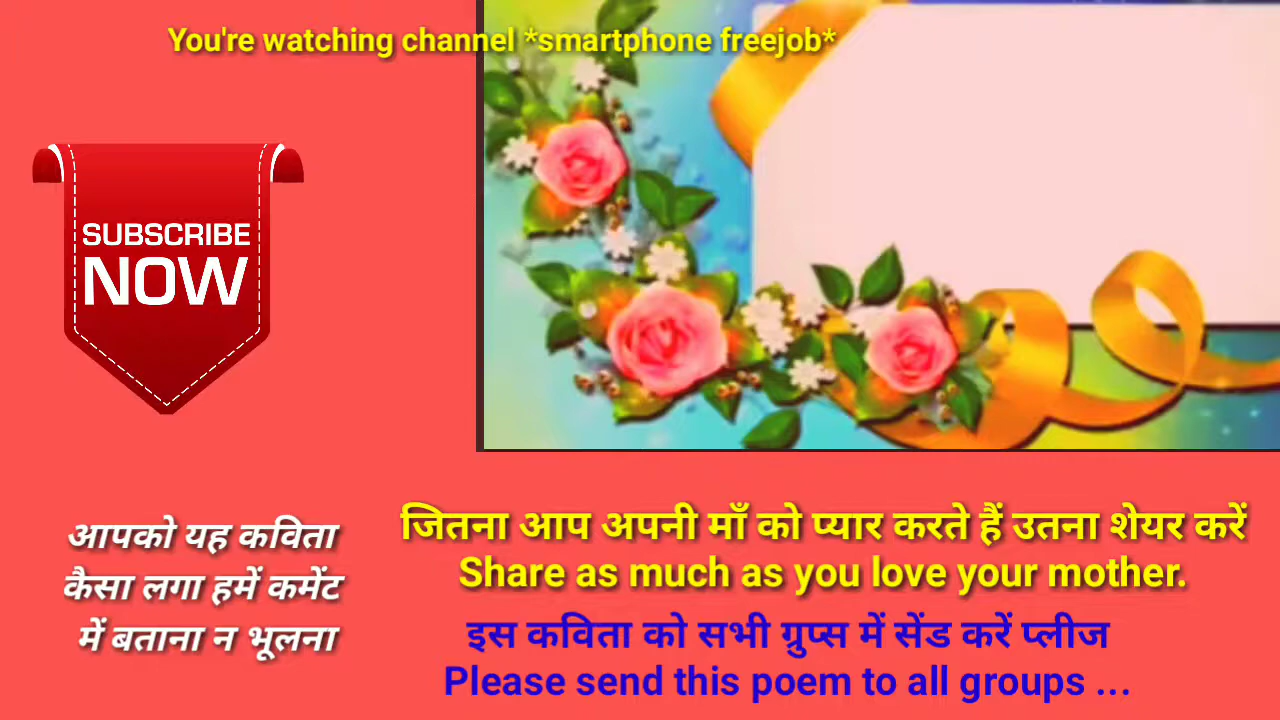 You're watching channel *smartphone freejob*
SUBSCRIBE
NOW
आपको यह कविता
कैसा लगा हमें कमेंट
में बताना न भूलना
जितना आप अपनी माँ को प्यार करते हैं उतना शेयर करें
Share as much as you love your mother.
इस कविता को सभी ग्रुप्स में सेंड करें प्लीज
Please send this poem to all groups ...